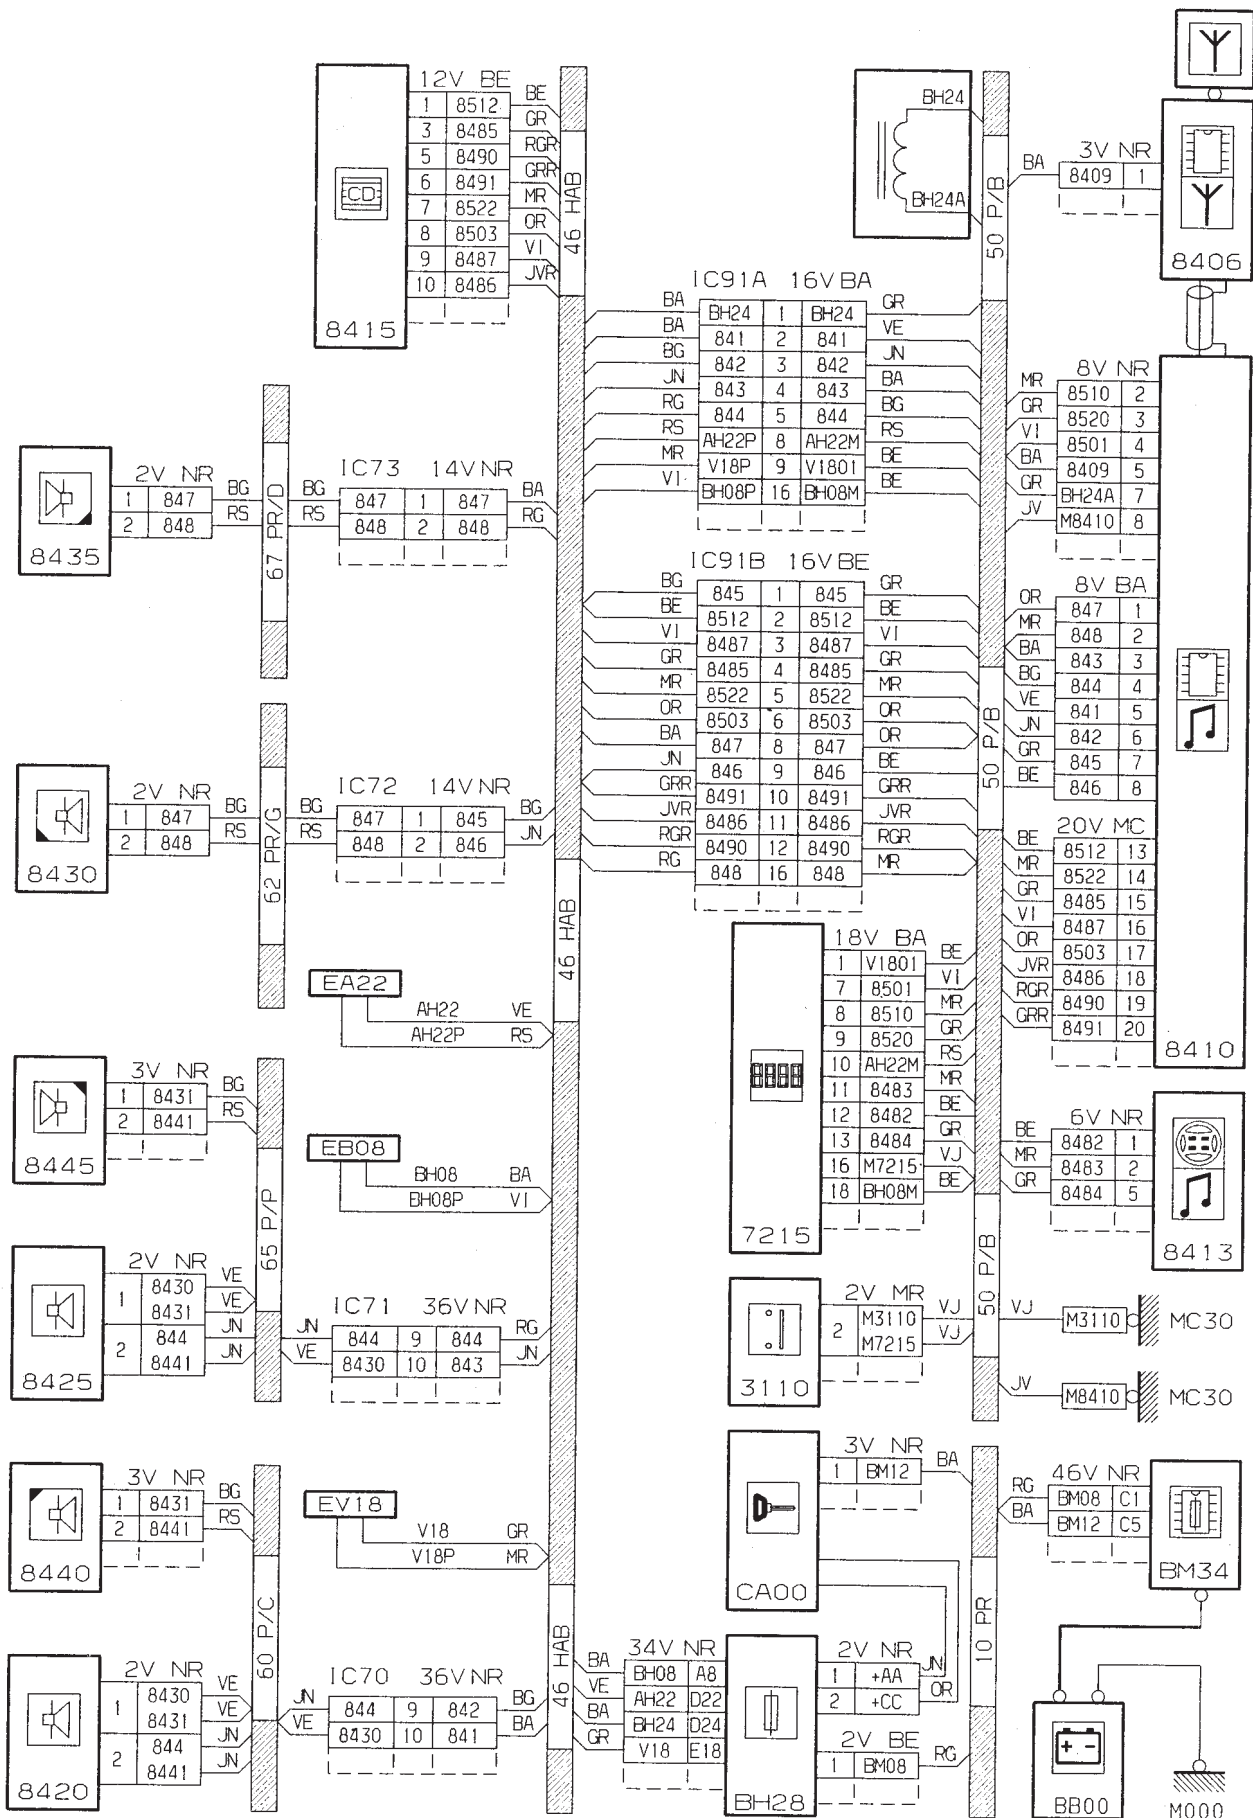 12V BE
1 8512 BE
3 8485 GR
5 8490 RGR
6 8491 GRR
7 8522 MR
8 8503 OR
9 8487 VI
10 8486 JVR
CD
8415
46 HAB
BH24
BH24A
50 P/B
3V NR
BA 8409 1
8406
IC91A 16V BA
BA BH24 1 BH24 GR
BA 841 2 841 VE
BG 842 3 842 JN
JN 843 4 843 BA
RG 844 5 844 BG
RS AH22P 8 AH22M RS
MR V18P 9 V1801 BE
VI BH08P 16 BH08M BE
8V NR
MR 8510 2
GR 8520 3
VI 8501 4
BA 8409 5
GR BH24A 7
JV M8410 8
2V NR
1 847 BG
2 848 RS
8435
67 PR/D
IC73 14V NR
BG 847 1 847 BA
RS 848 2 848 RG
IC91B 16V BE
BG 845 1 845 GR
BE 8512 2 8512 BE
VI 8487 3 8487 VI
GR 8485 4 8485 GR
MR 8522 5 8522 MR
OR 8503 6 8503 OR
BA 847 8 847 OR
JN 846 9 846 BE
GRR 8491 10 8491 GRR
JVR 8486 11 8486 JVR
RGR 8490 12 8490 RGR
RG 848 16 848 MR
50 P/B
8V BA
OR 847 1
MR 848 2
BA 843 3
BG 844 4
VE 841 5
JN 842 6
GR 845 7
BE 846 8
20V MC
BE 8512 13
MR 8522 14
GR 8485 15
VI 8487 16
OR 8503 17
JVR 8486 18
RGR 8490 19
GRR 8491 20
8410
2V NR
1 847 BG
2 848 RS
8430
62 PR/G
IC72 14V NR
BG 847 1 845 BG
RS 848 2 846 JN
46 HAB
EA22
AH22 VE
AH22P RS
18V BA
1 V1801 BE
7 8501 VI
8 8510 MR
9 8520 GR
10 AH22M RS
11 8483 MR
12 8482 BE
13 8484 GR
16 M7215 VJ
18 BH08M BE
7215
3V NR
1 8431 BG
2 8441 RS
8445
65 P/P
EB08
BH08 BA
BH08P VI
6V NR
BE 8482 1
MR 8483 2
GR 8484 5
8413
50 P/B
2V NR
1 8430 VE
8431 VE
2 844 JN
8441 JN
8425
IC71 36V NR
JN 844 9 844 RG
VE 8430 10 843 JN
2V MR
2 M3110 VJ
M7215 VJ
3110
VJ M3110 MC30
JV M8410 MC30
3V NR
1 8431 BG
2 8441 RS
8440
60 P/C
EV18
V18 GR
V18P MR
3V NR
1 BM12 BA
CA00
10 PR
46V NR
RG BM08 C1
BA BM12 C5
BM34
2V NR
1 8430 VE
8431 VE
2 844 JN
8441 JN
8420
IC70 36V NR
JN 844 9 842 BG
VE 8430 10 841 BA
46 HAB
34V NR
BA BH08 A8
VE AH22 D22
BA BH24 D24
GR V18 E18
BH28
2V NR
1 +AA JN
2 +CC OR
2V BE
1 BM08 RG
+ -
BB00
M000